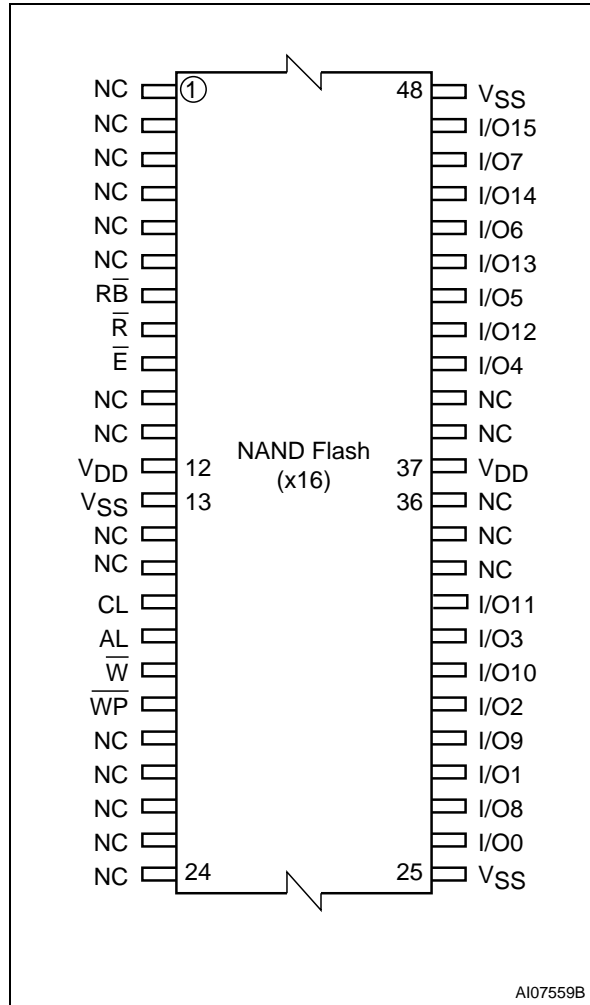 NC 1 48 VSS
NC I/O15
NC I/O7
NC I/O14
NC I/O6
NC I/O13
RB̅ I/O5
R̅ I/O12
E̅ I/O4
NC NC
NC NC
VDD 12 NAND Flash 37 VDD
VSS 13 (x16) 36 NC
NC NC
NC NC
CL I/O11
AL I/O3
W̅ I/O10
W̅P̅ I/O2
NC I/O9
NC I/O1
NC I/O8
NC I/O0
NC 24 25 VSS
AI07559B